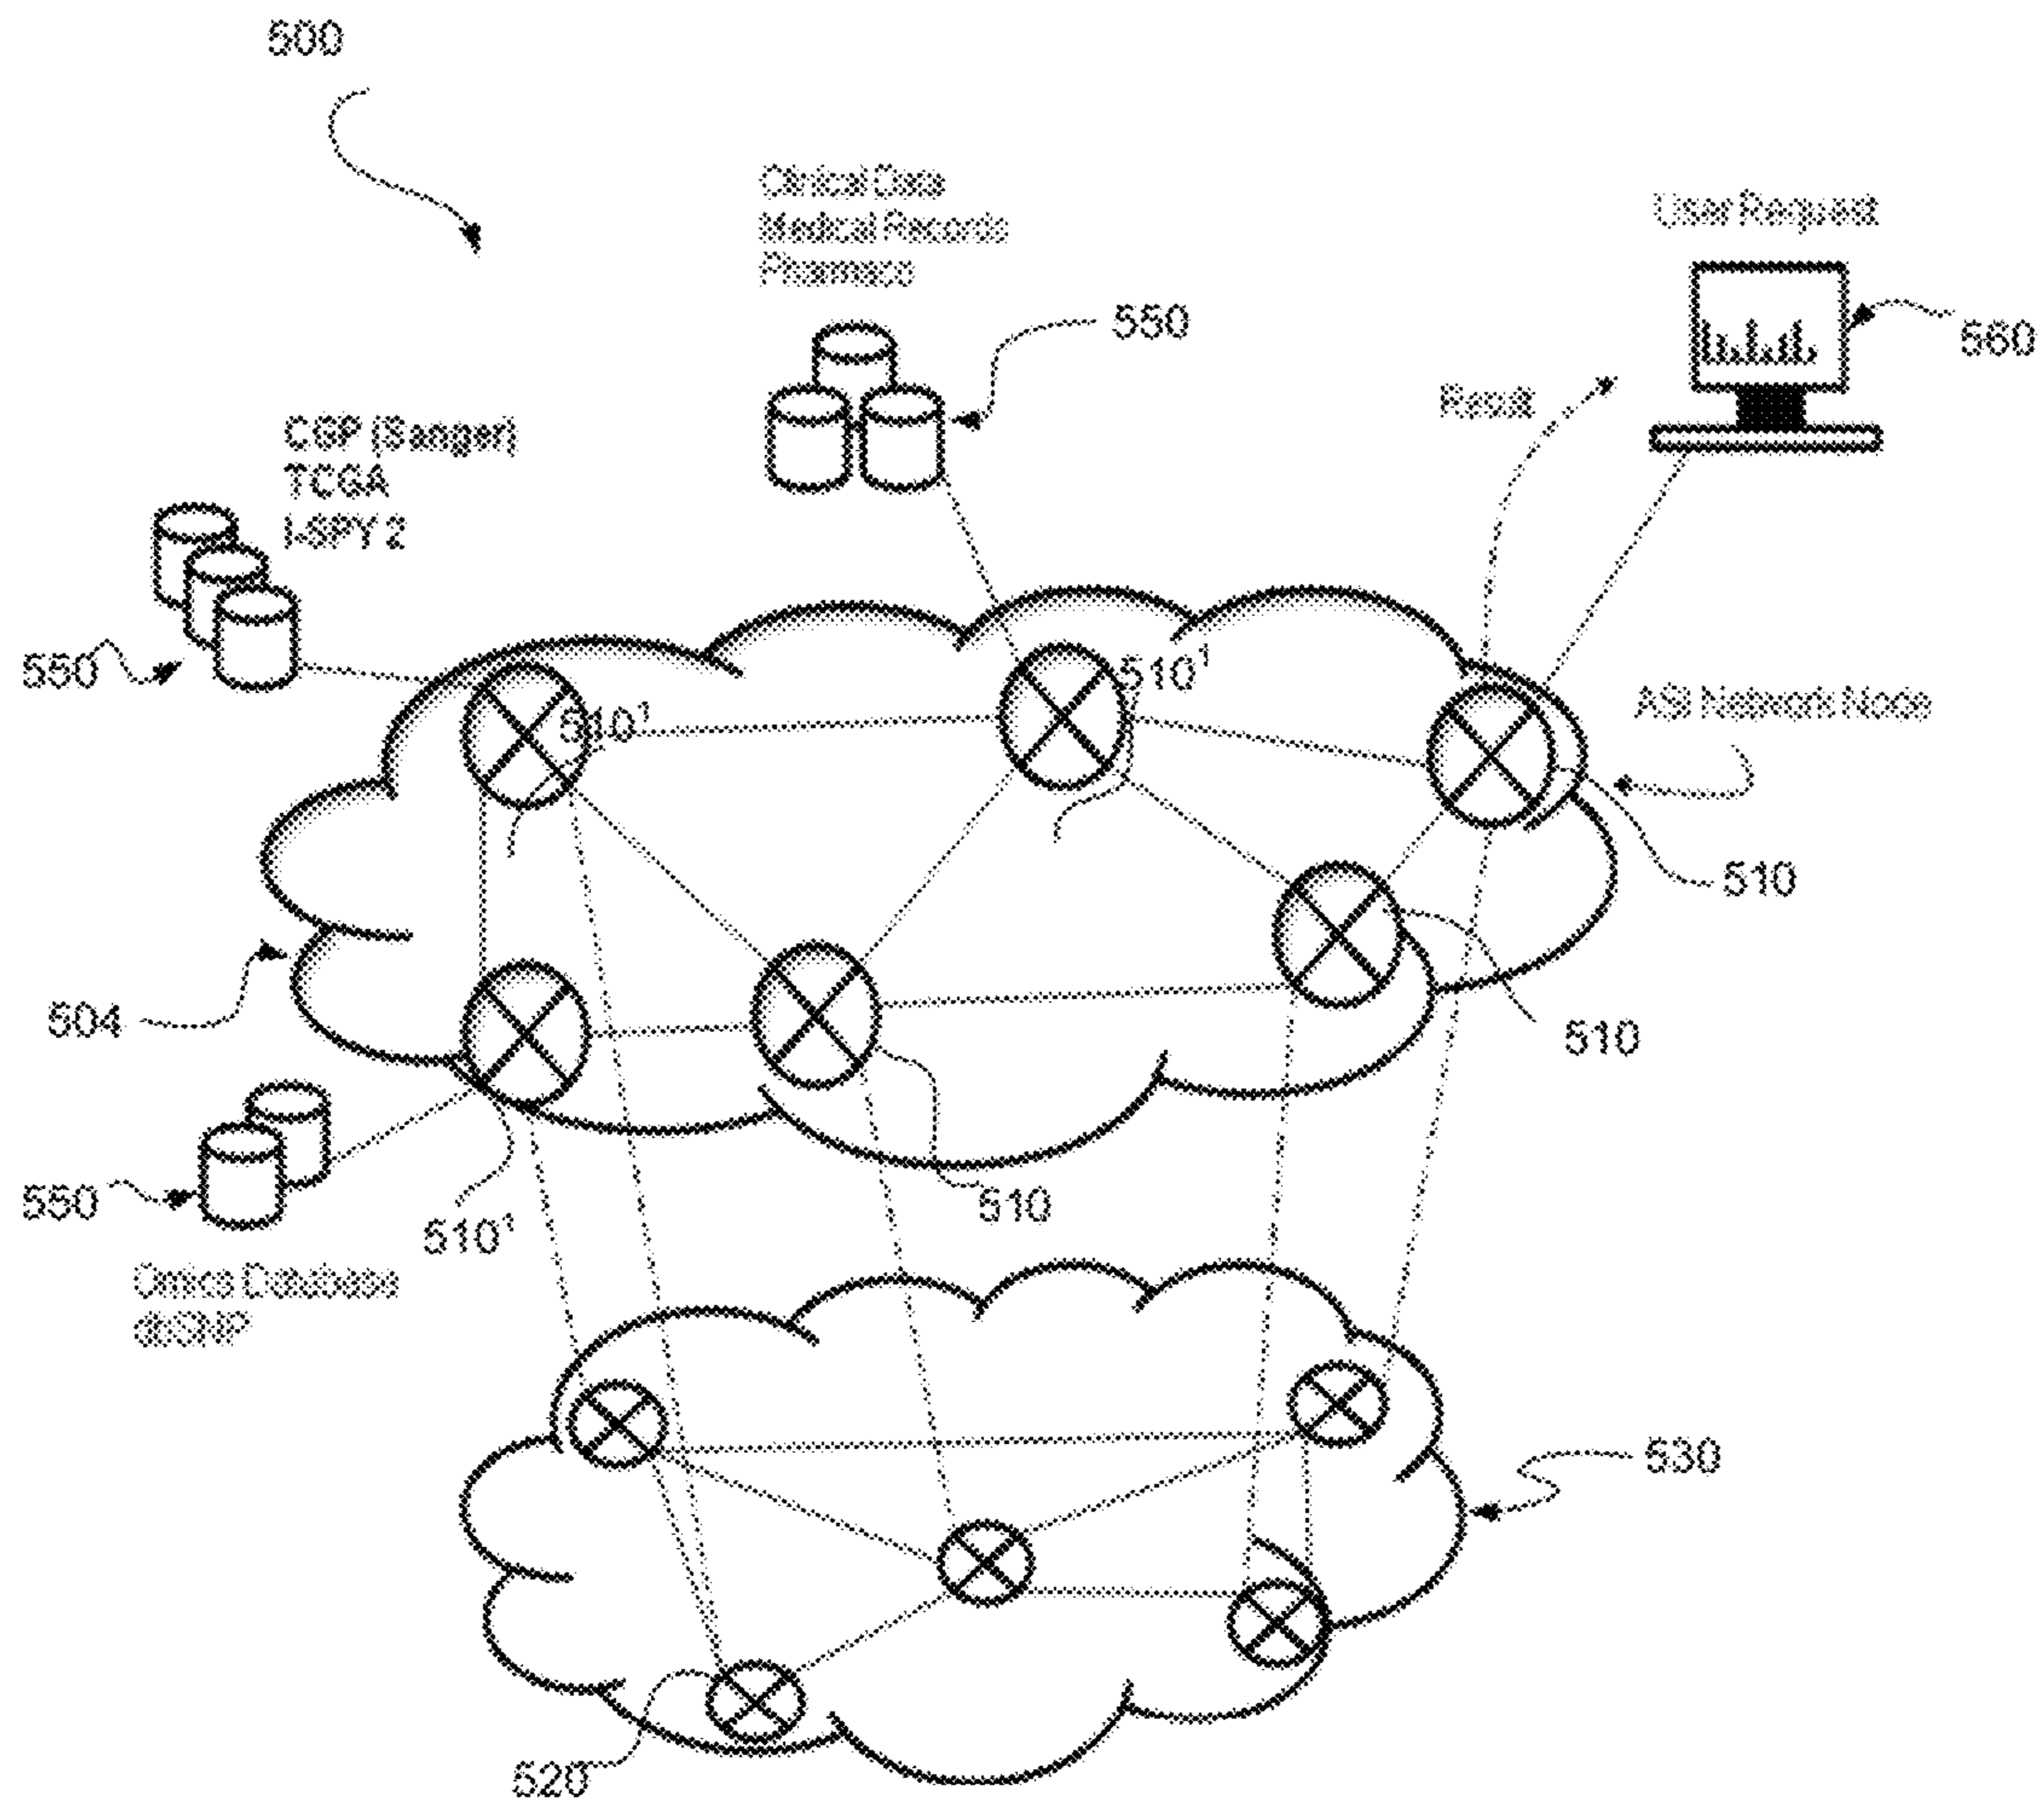 500
Clinical Data
Medical Records
Pharmaco
550
User Request
560
Result
CGP (Sanger)
TCGA
I-SPY 2
550
510¹
510¹
ASI Network Node
510
504
510
550
510¹
510
Omics Database
dbSNP
530
520